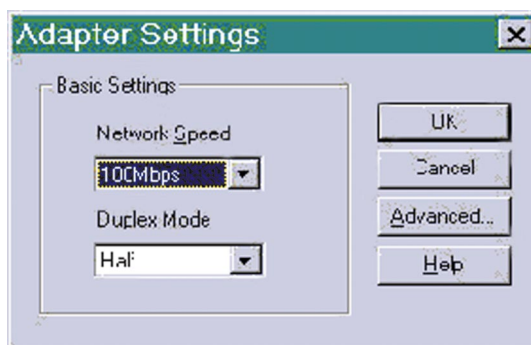 Adapter Settings
Basic Settings
Network Speed
100Mbps
Duplex Mode
Half
OK
Cancel
Advanced...
Help